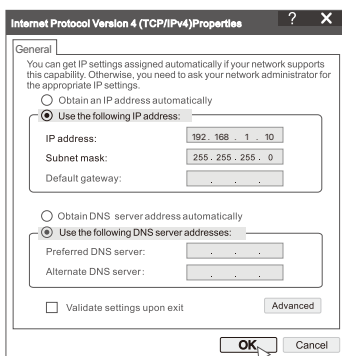 Internet Protocol Version 4 (TCP/IPv4)Properties ? X
General
You can get IP settings assigned automatically if your network supports
this capability. Otherwise, you need to ask your network administrator for
the appropriate IP settings.
Obtain an IP address automatically
Use the following IP address:
IP address: 192. 168 . 1 . 10
Subnet mask: 255. 255. 255. 0
Default gateway: . . .
Obtain DNS server address automatically
Use the following DNS server addresses:
Preferred DNS server: . . .
Alternate DNS server: . . .
Validate settings upon exit Advanced
OK Cancel